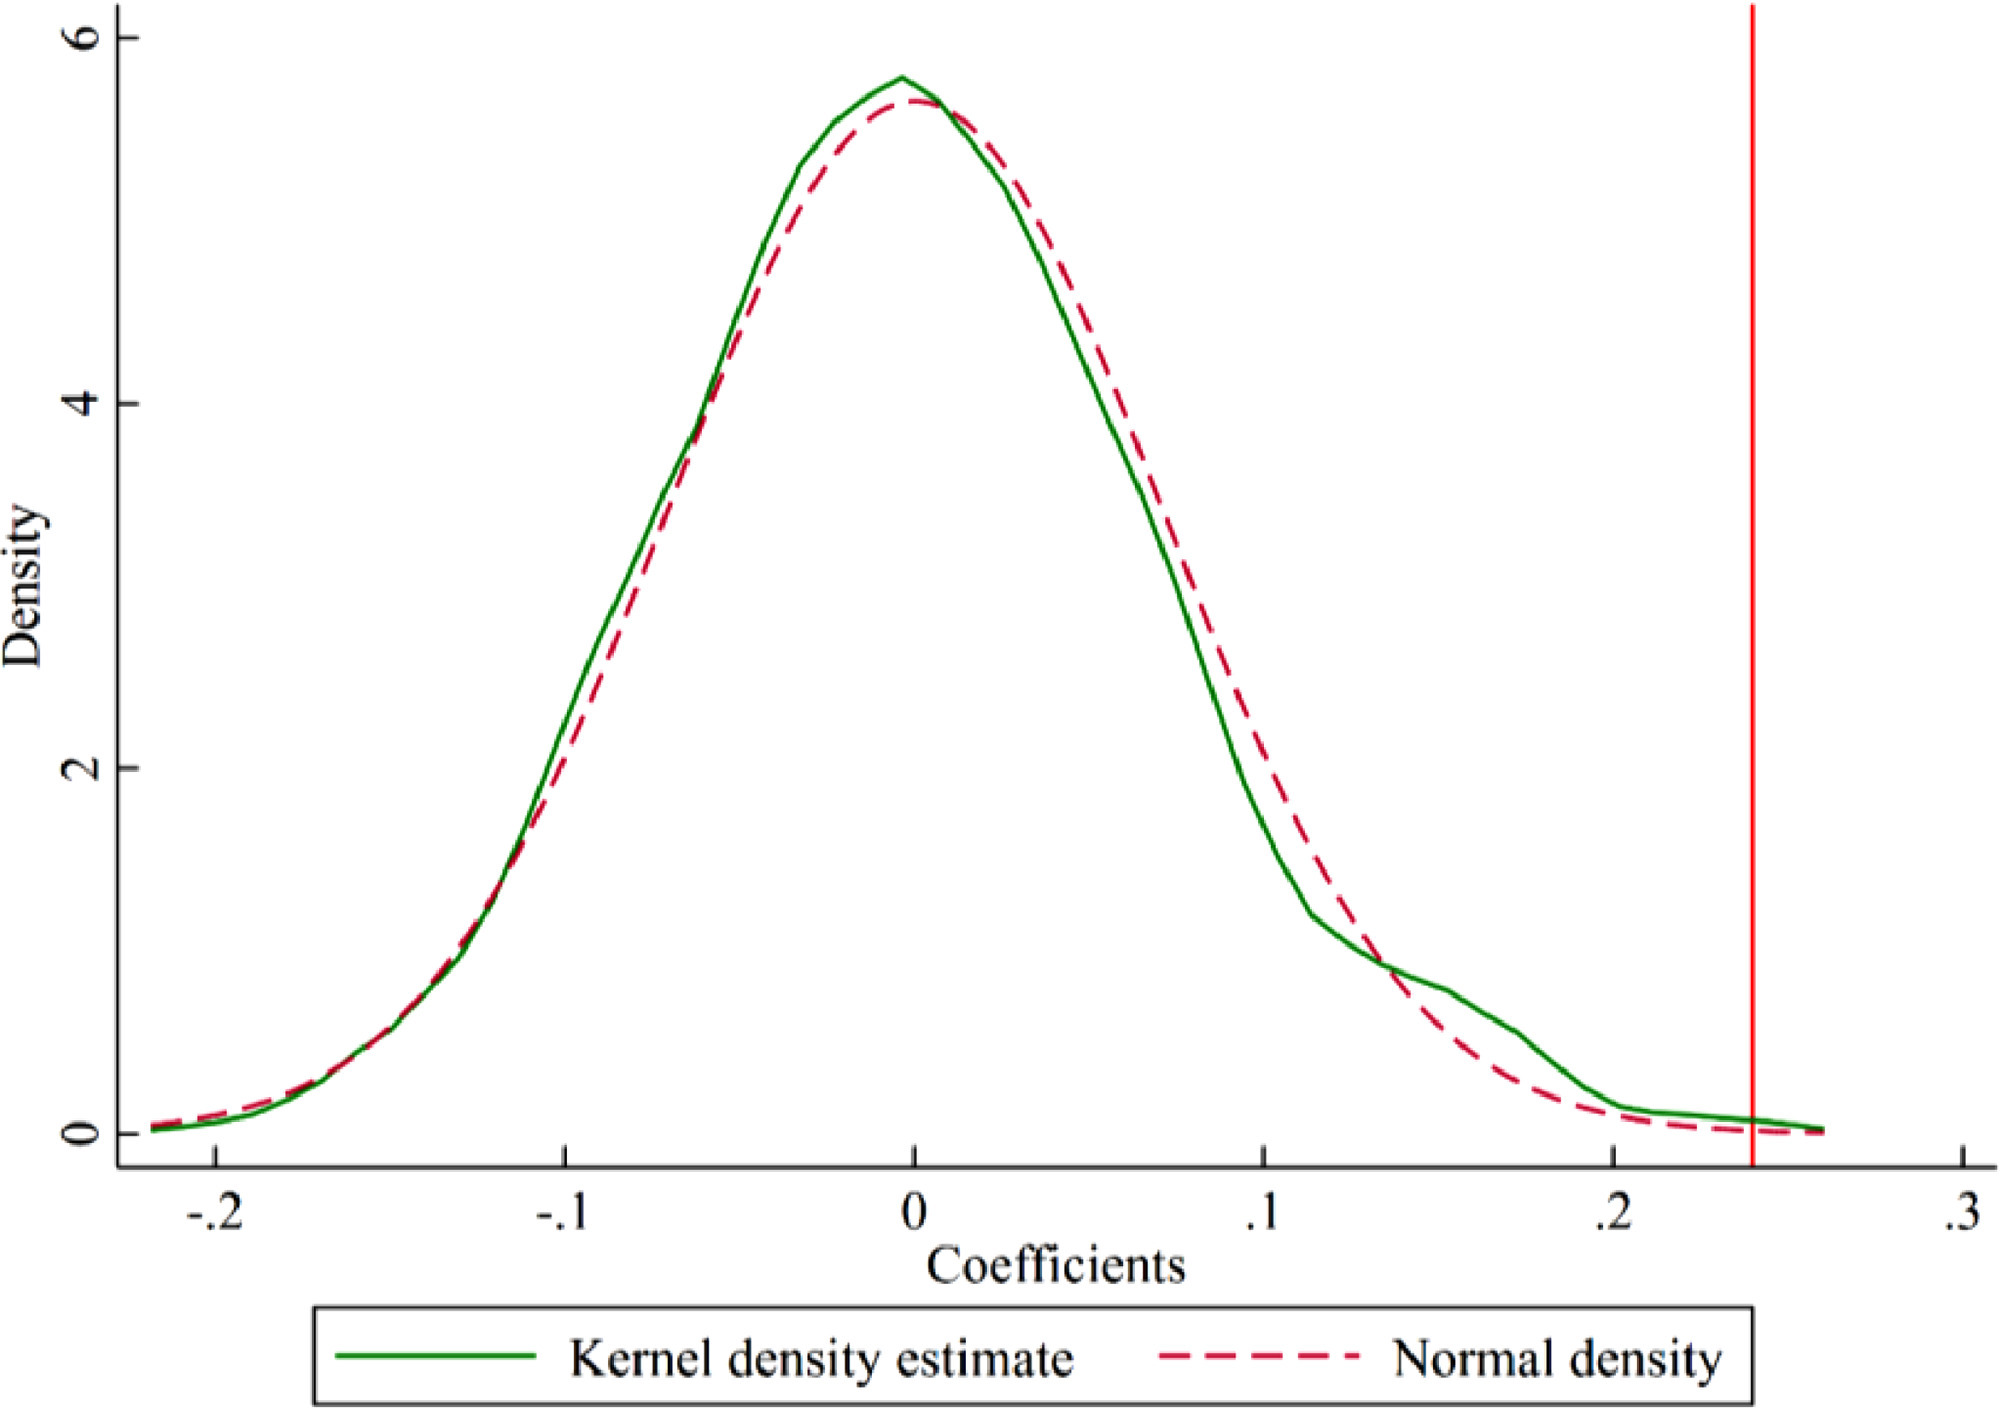 6
4
2
0
Density
-.2 -.1 0 .1 .2 .3
Coefficients
Kernel density estimate Normal density